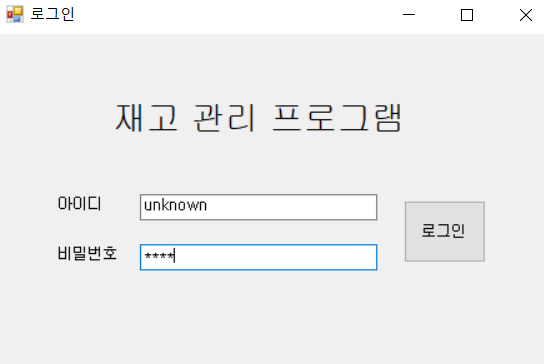 로그인
재고 관리 프로그램
아이디 unknown
비밀번호 ****
로그인